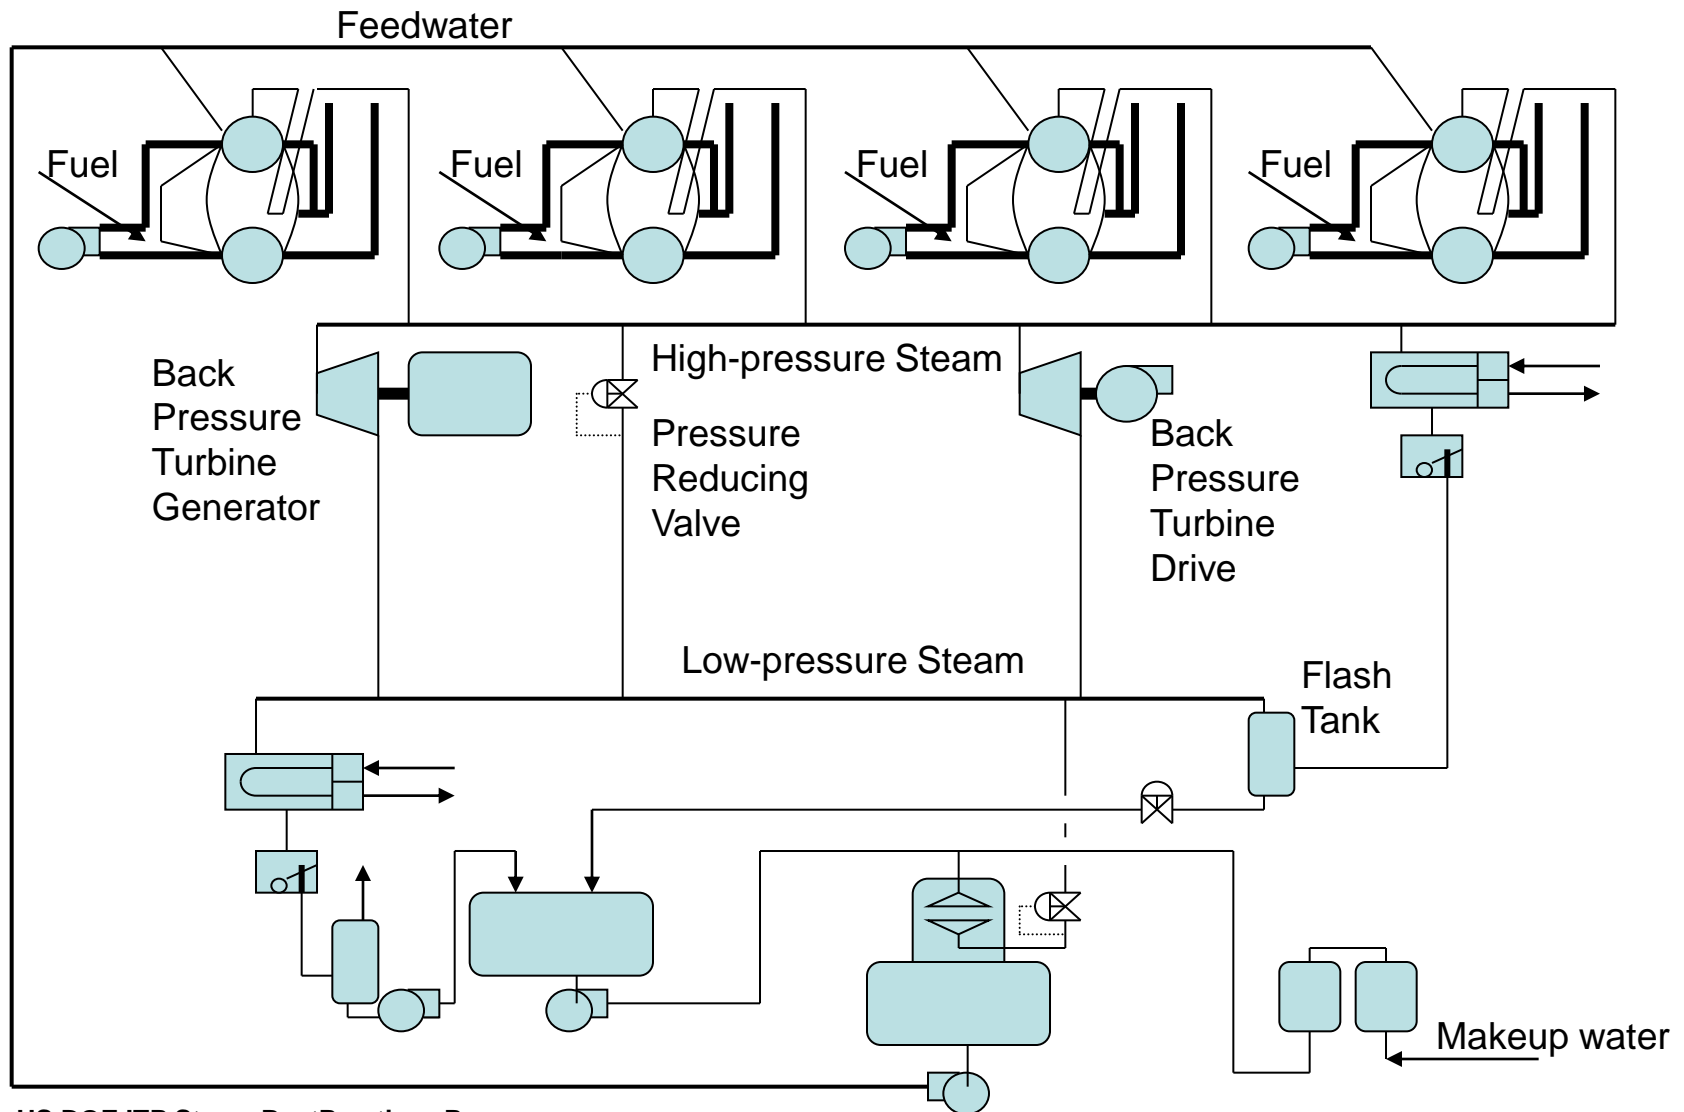 Feedwater
Fuel
Fuel
Fuel
Fuel
High-pressure Steam
Back
Pressure
Turbine
Generator
Pressure
Reducing
Valve
Back
Pressure
Turbine
Drive
Low-pressure Steam
Flash
Tank
Makeup water